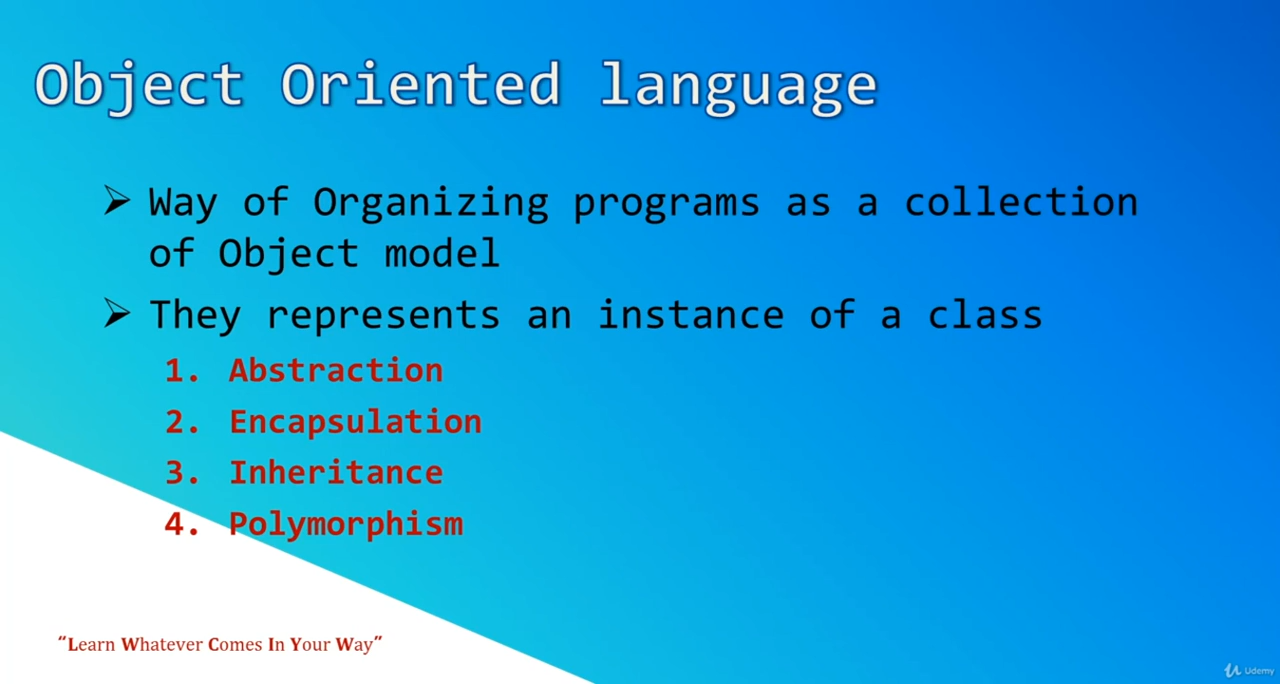 Object Oriented language
➢ Way of Organizing programs as a collection
of Object model
➢ They represents an instance of a class
1. Abstraction
2. Encapsulation
3. Inheritance
4. Polymorphism
“Learn Whatever Comes In Your Way”
Udemy